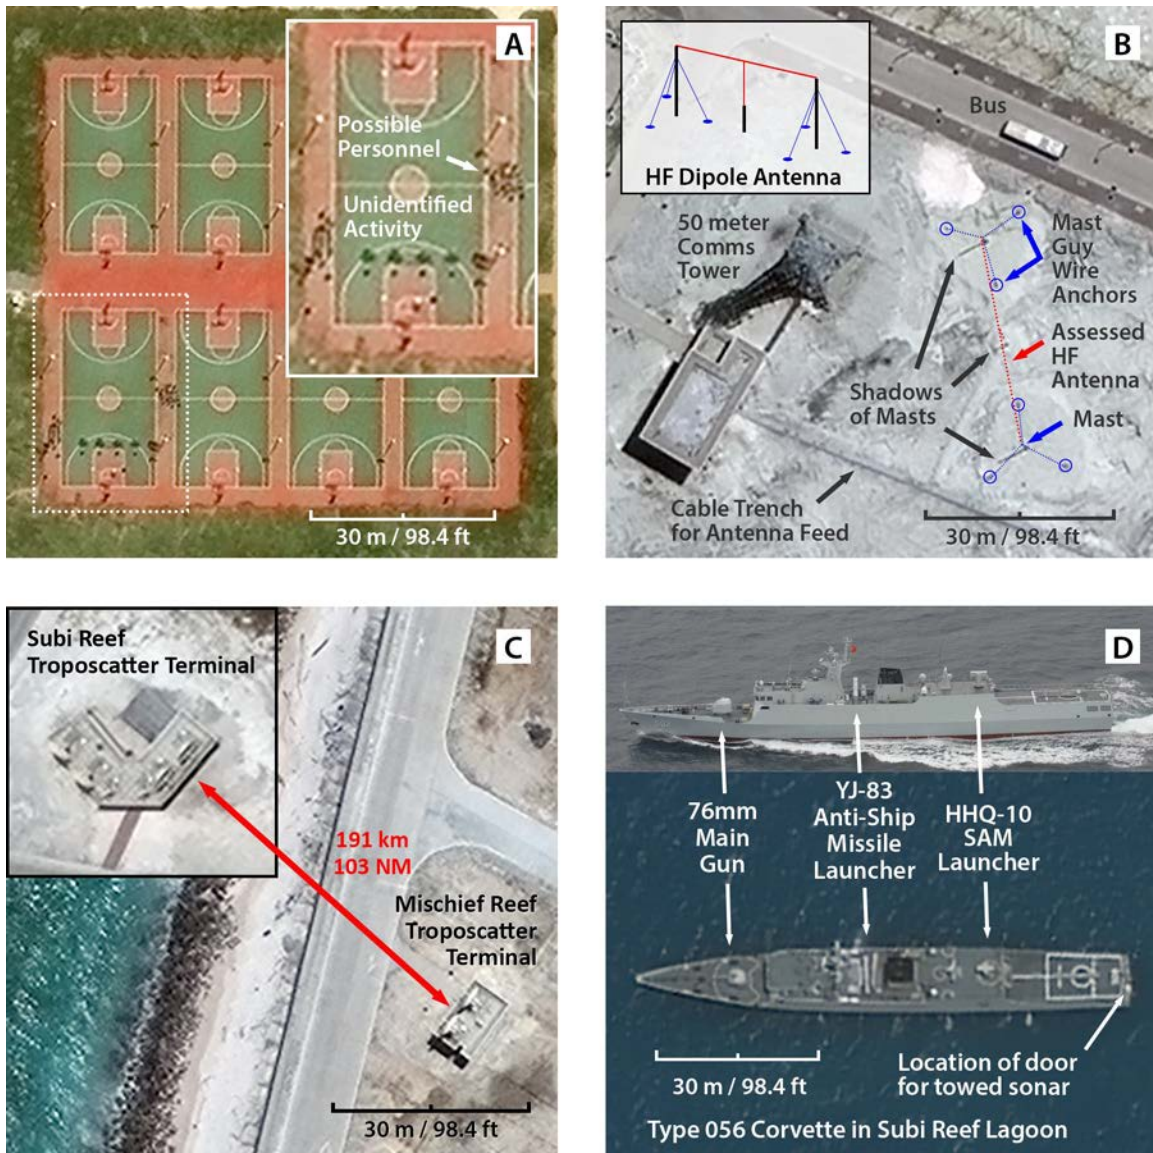 A
Possible
Personnel
Unidentified
Activity
30 m / 98.4 ft
B
HF Dipole Antenna
Bus
50 meter
Comms
Tower
Mast
Guy
Wire
Anchors
Assessed
HF
Antenna
Shadows
of Masts
Mast
Cable Trench
for Antenna Feed
30 m / 98.4 ft
C
Subi Reef
Troposcatter Terminal
191 km
103 NM
Mischief Reef
Troposcatter
Terminal
30 m / 98.4 ft
D
76mm
Main
Gun
YJ-83
Anti-Ship
Missile
Launcher
HHQ-10
SAM
Launcher
Location of door
for towed sonar
30 m / 98.4 ft
Type 056 Corvette in Subi Reef Lagoon